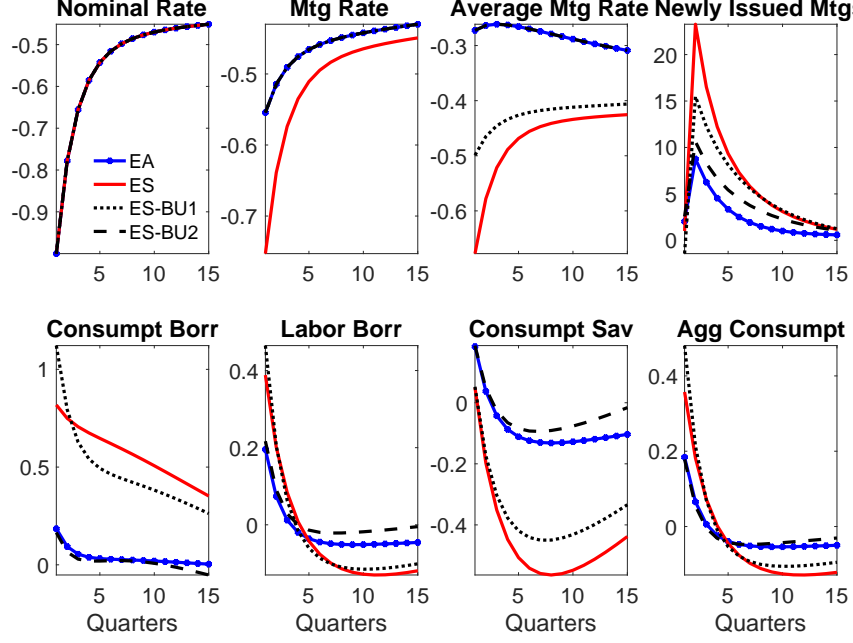 Nominal Rate
-0.5
-0.6
-0.7
-0.8
-0.9
5 10 15
EA
ES
ES-BU1
ES-BU2
Mtg Rate
-0.5
-0.6
-0.7
5 10 15
Average Mtg Rate
-0.3
-0.4
-0.5
-0.6
5 10 15
Newly Issued Mtgs
20
15
10
5
0
5 10 15
Consumpt Borr
1
0.5
0
5 10 15
Quarters
Labor Borr
0.4
0.2
0
5 10 15
Quarters
Consumpt Sav
0
-0.2
-0.4
5 10 15
Quarters
Agg Consumpt
0.4
0.2
0
5 10 15
Quarters